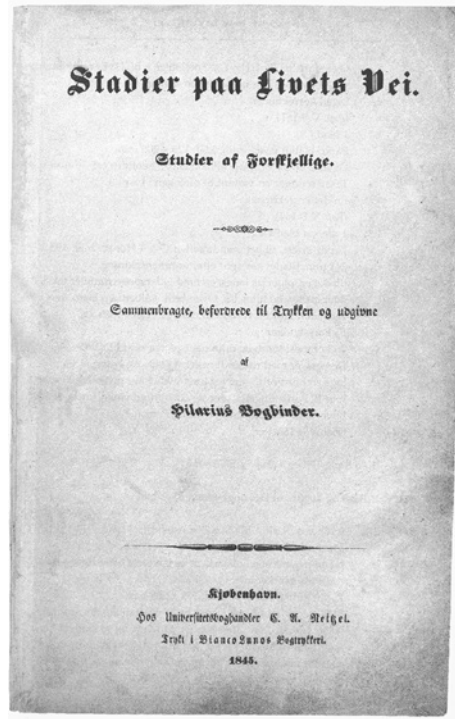 Stadier paa Livets Vei.
Studier af Forskjellige.
Sammenbragte, befordrede til Trykken og udgivne
af
Hilarius Bogbinder.
Kjøbenhavn.
Hos Universitetsboghandler C. A. Reitzel.
Trykt i Bianco Lunos Bogtrykkeri.
1845.